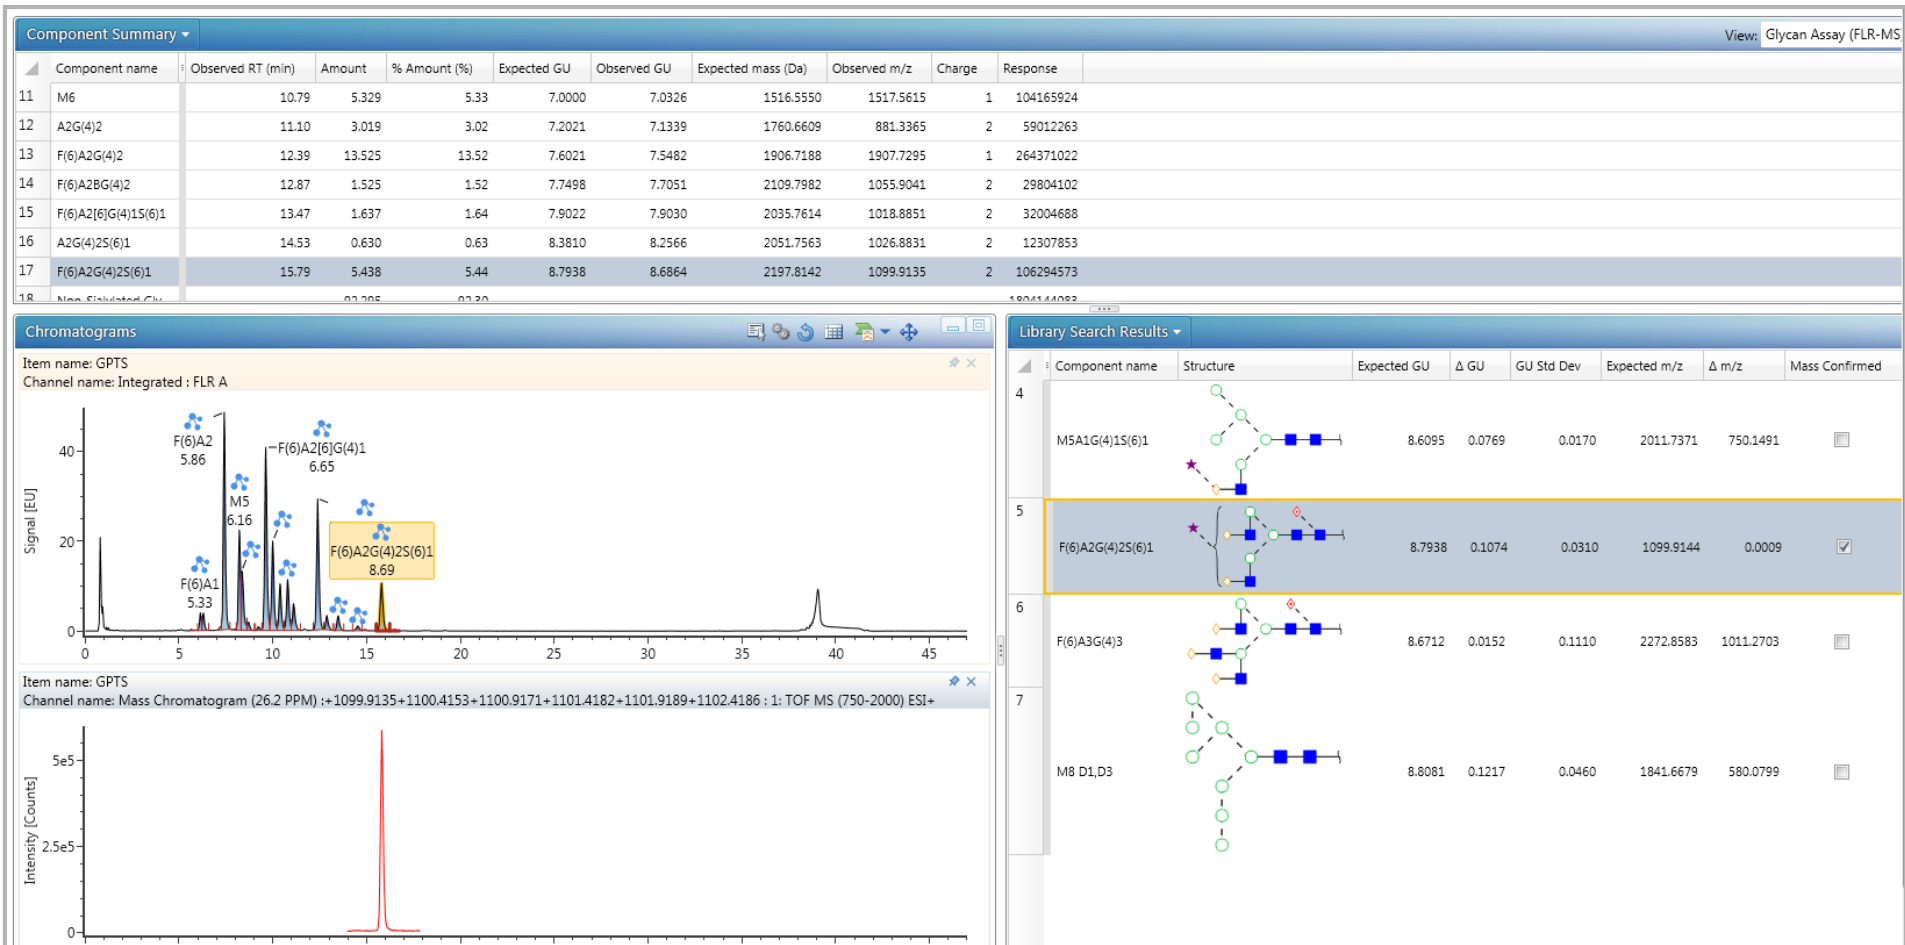 Component Summary
View: Glycan Assay (FLR-MS
Component name Observed RT (min) Amount % Amount (%) Expected GU Observed GU Expected mass (Da) Observed m/z Charge Response
11 M6 10.79 5.329 5.33 7.0000 7.0326 1516.5550 1517.5615 1 104165924
12 A2G(4)2 11.10 3.019 3.02 7.2021 7.1339 1760.6609 881.3365 2 59012263
13 F(6)A2G(4)2 12.39 13.525 13.52 7.6021 7.5482 1906.7188 1907.7295 1 264371022
14 F(6)A2BG(4)2 12.87 1.525 1.52 7.7498 7.7051 2109.7982 1055.9041 2 29804102
15 F(6)A2[6]G(4)1S(6)1 13.47 1.637 1.64 7.9022 7.9030 2035.7614 1018.8851 2 32004688
16 A2G(4)2S(6)1 14.53 0.630 0.63 8.3810 8.2566 2051.7563 1026.8831 2 12307853
17 F(6)A2G(4)2S(6)1 15.79 5.438 5.44 8.7938 8.6864 2197.8142 1099.9135 2 106294573
18 Non-Sialylated Gly 92.295 92.30 1804144083
Chromatograms
Item name: GPTS
Channel name: Integrated : FLR A
Signal [EU]
40
20
0
F(6)A2
5.86
F(6)A2[6]G(4)1
6.65
M5
6.16
F(6)A2G(4)2S(6)1
8.69
F(6)A1
5.33
0 5 10 15 20 25 30 35 40 45
Item name: GPTS
Channel name: Mass Chromatogram (26.2 PPM) :+1099.9135+1100.4153+1100.9171+1101.4182+1101.9189+1102.4186 : 1: TOF MS (750-2000) ESI+
Intensity [Counts]
5e5
2.5e5
0
Library Search Results
Component name Structure Expected GU Δ GU GU Std Dev Expected m/z Δ m/z Mass Confirmed
4 M5A1G(4)1S(6)1 8.6095 0.0769 0.0170 2011.7371 750.1491
5 F(6)A2G(4)2S(6)1 8.7938 0.1074 0.0310 1099.9144 0.0009
6 F(6)A3G(4)3 8.6712 0.0152 0.1110 2272.8583 1011.2703
7 M8 D1,D3 8.8081 0.1217 0.0460 1841.6679 580.0799